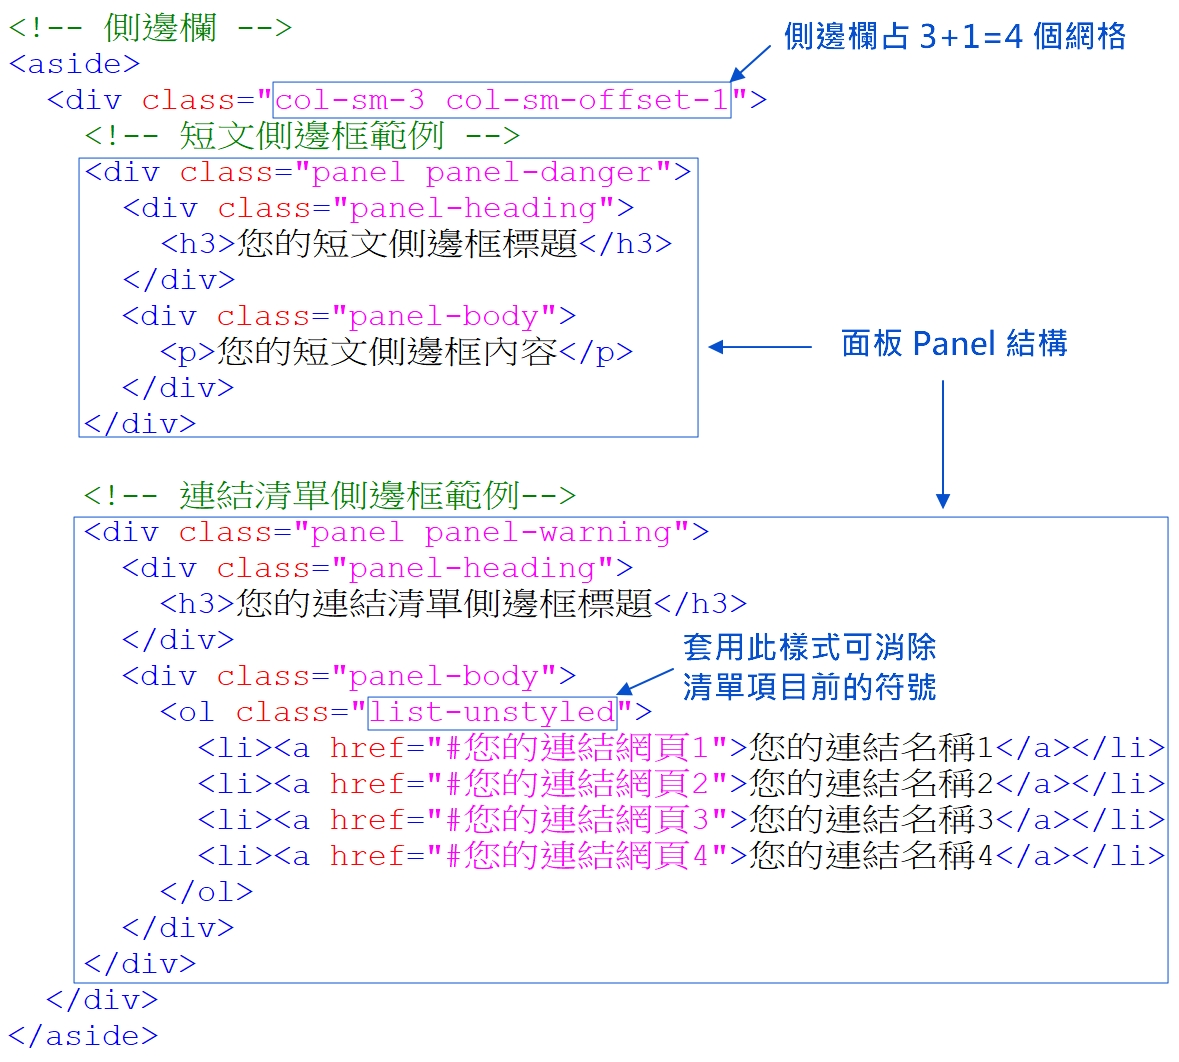 <!-- 側邊欄 -->
側邊欄占 3+1=4 個網格
<aside>
<div class="col-sm-3 col-sm-offset-1">
<!-- 短文側邊框範例 -->
<div class="panel panel-danger">
<div class="panel-heading">
<h3>您的短文側邊框標題</h3>
</div>
<div class="panel-body">
<p>您的短文側邊框內容</p>
面板 Panel 結構
</div>
</div>
<!-- 連結清單側邊框範例-->
<div class="panel panel-warning">
<div class="panel-heading">
<h3>您的連結清單側邊框標題</h3>
</div>
套用此樣式可消除
清單項目前的符號
<div class="panel-body">
<ol class="list-unstyled">
<li><a href="#您的連結網頁1">您的連結名稱1</a></li>
<li><a href="#您的連結網頁2">您的連結名稱2</a></li>
<li><a href="#您的連結網頁3">您的連結名稱3</a></li>
<li><a href="#您的連結網頁4">您的連結名稱4</a></li>
</ol>
</div>
</div>
</div>
</aside>